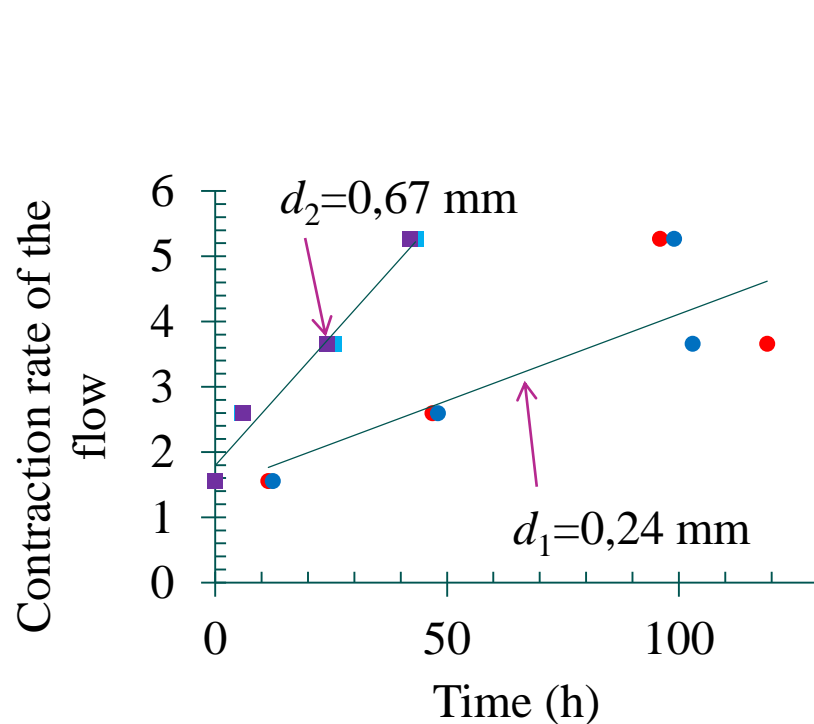 Contraction rate of the
flow
6
5
4
3
2
1
0
d₂=0,67 mm
d₁=0,24 mm
0 50 100
Time (h)